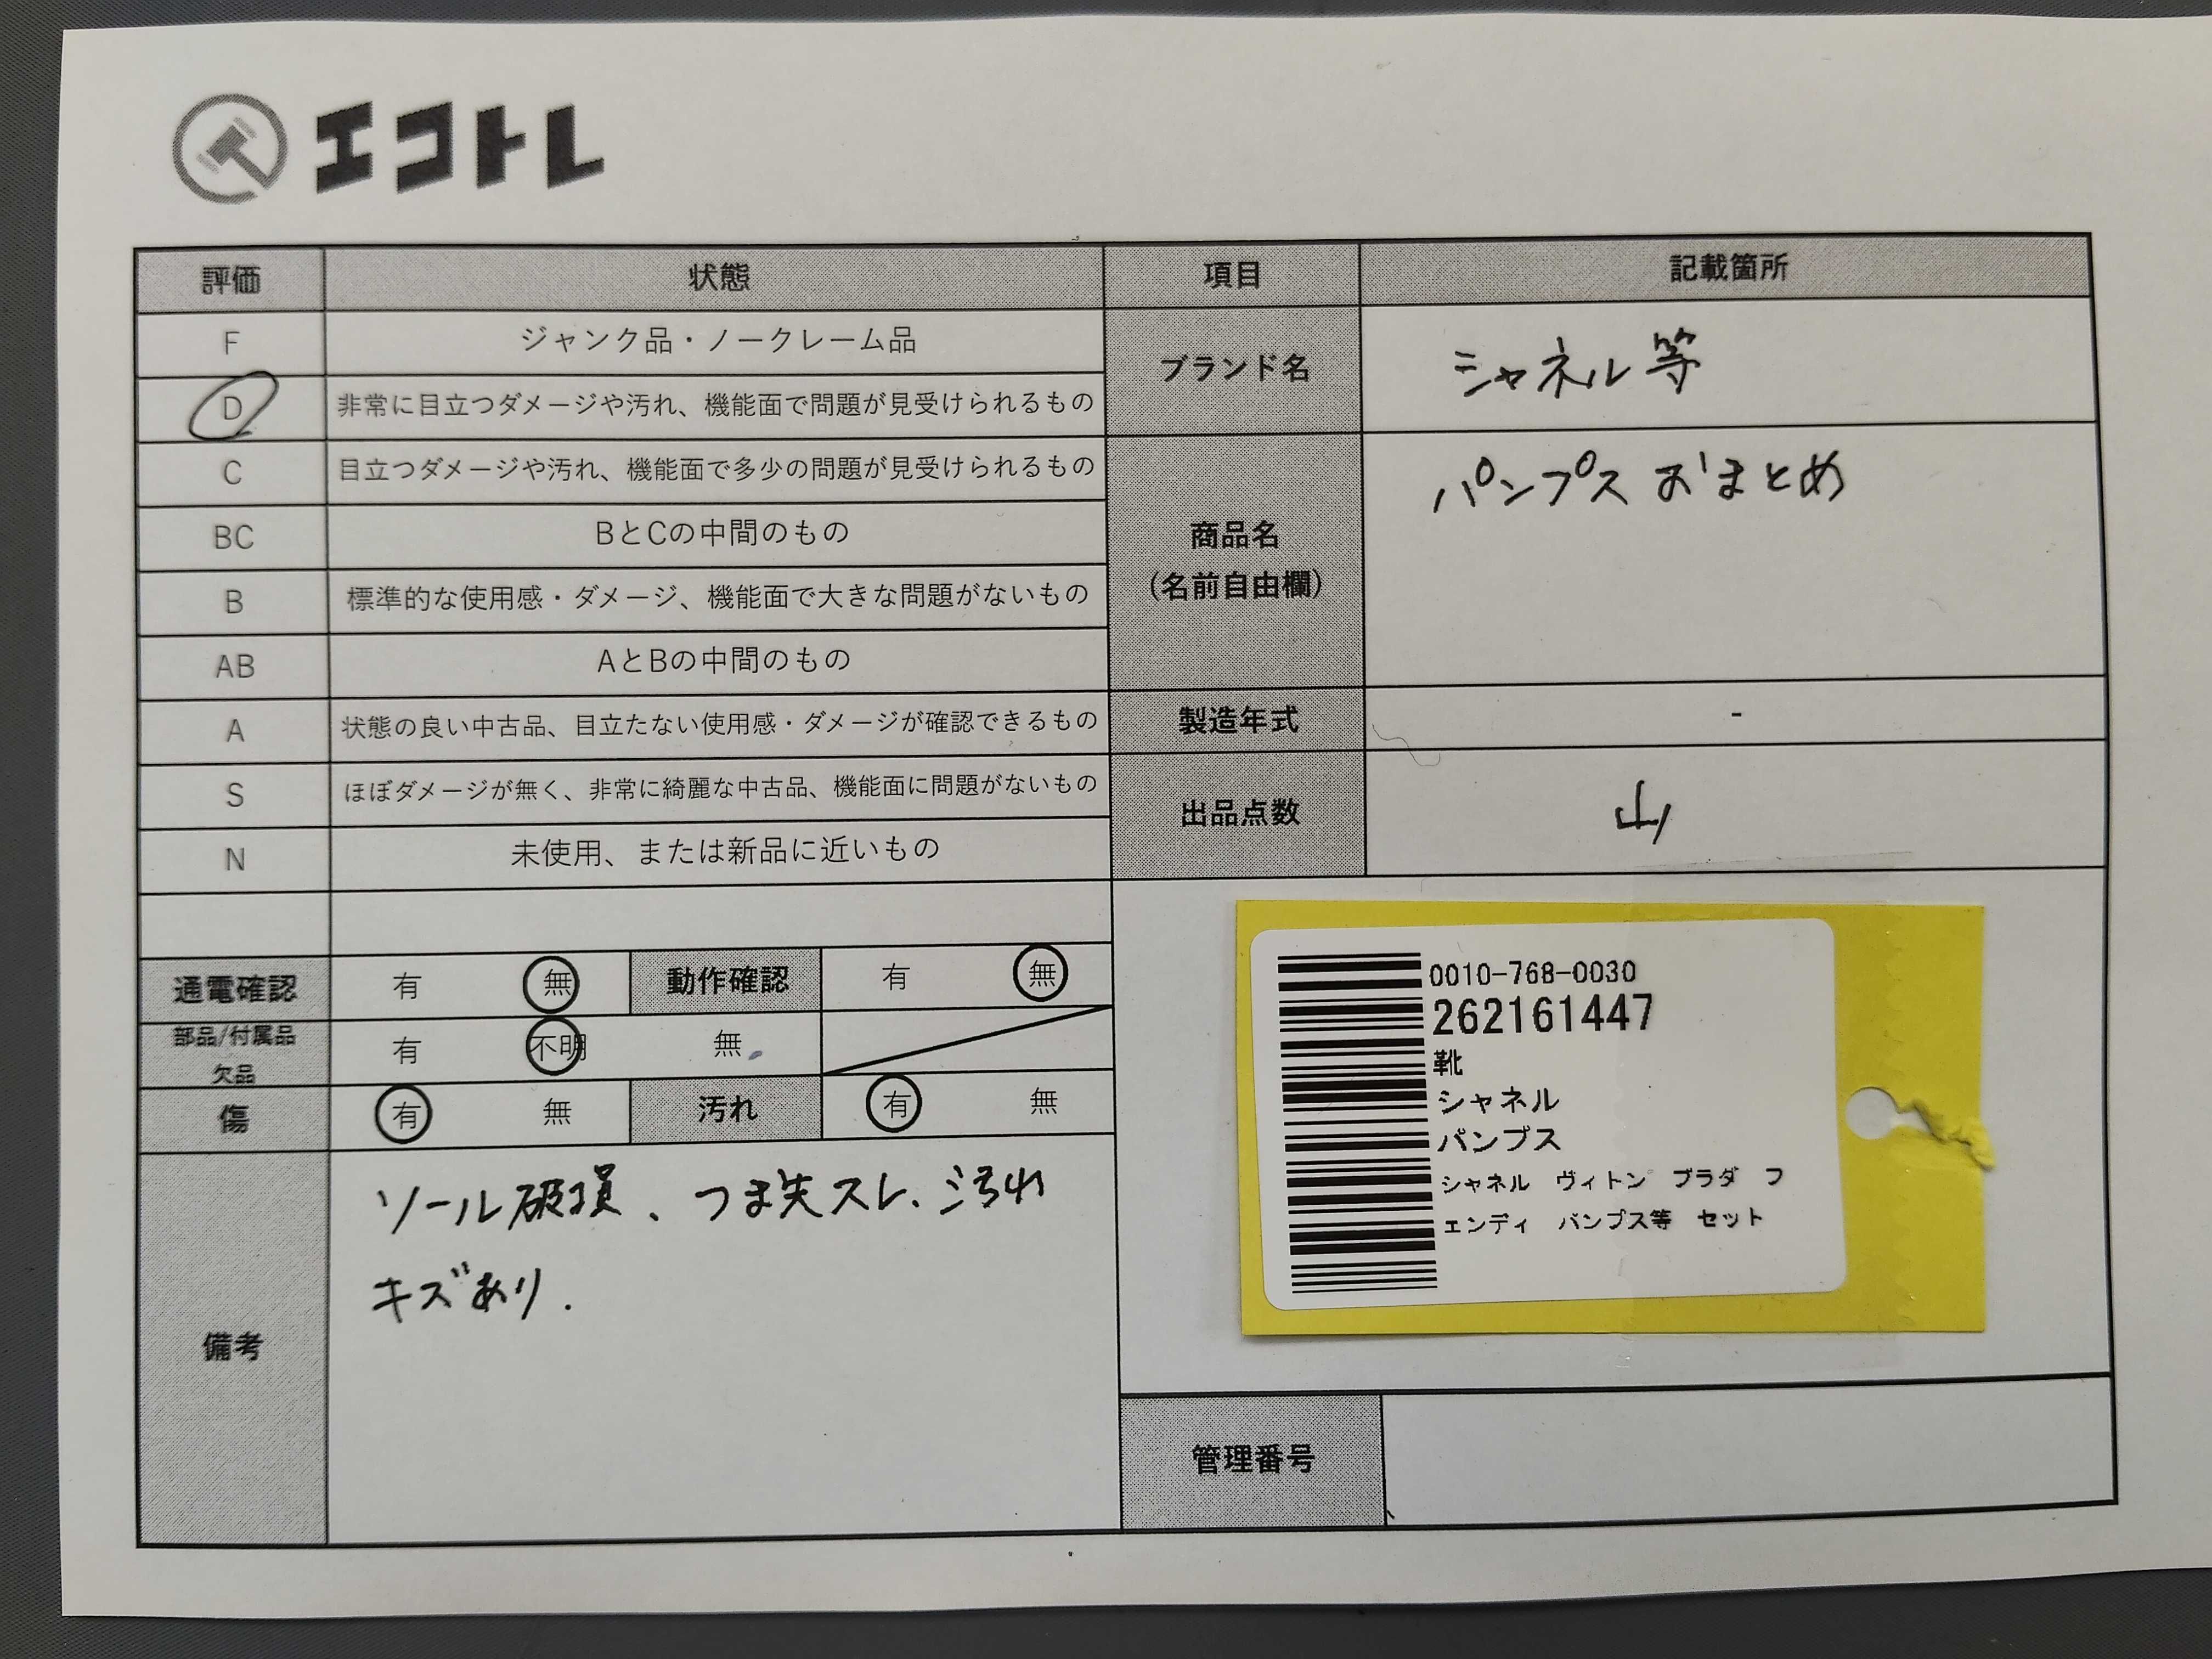 エコトレ
評価 状態 項目 記載箇所
F ジャンク品・ノークレーム品
D 非常に目立つダメージや汚れ、機能面で問題が見受けられるもの
C 目立つダメージや汚れ、機能面で多少の問題が見受けられるもの
BC BとCの中間のもの
B 標準的な使用感・ダメージ、機能面で大きな問題がないもの
AB AとBの中間のもの
A 状態の良い中古品、目立たない使用感・ダメージが確認できるもの
S ほぼダメージが無く、非常に綺麗な中古品、機能面に問題がないもの
N 未使用、または新品に近いもの
ブランド名 シャネル等
商品名 パンプスおまとめ
(名前自由欄)
製造年式 -
出品点数 山
通電確認 有 無 動作確認 有 無
部品/付属品 有 不明 無
欠品
傷 有 無 汚れ 有 無
備考
ソール破損、つま先スレ、汚れ
キズあり.
0010-768-0030
262161447
靴
シャネル
パンプス
シャネル ヴィトン プラダ フ
ェンディ パンプス等 セット
管理番号